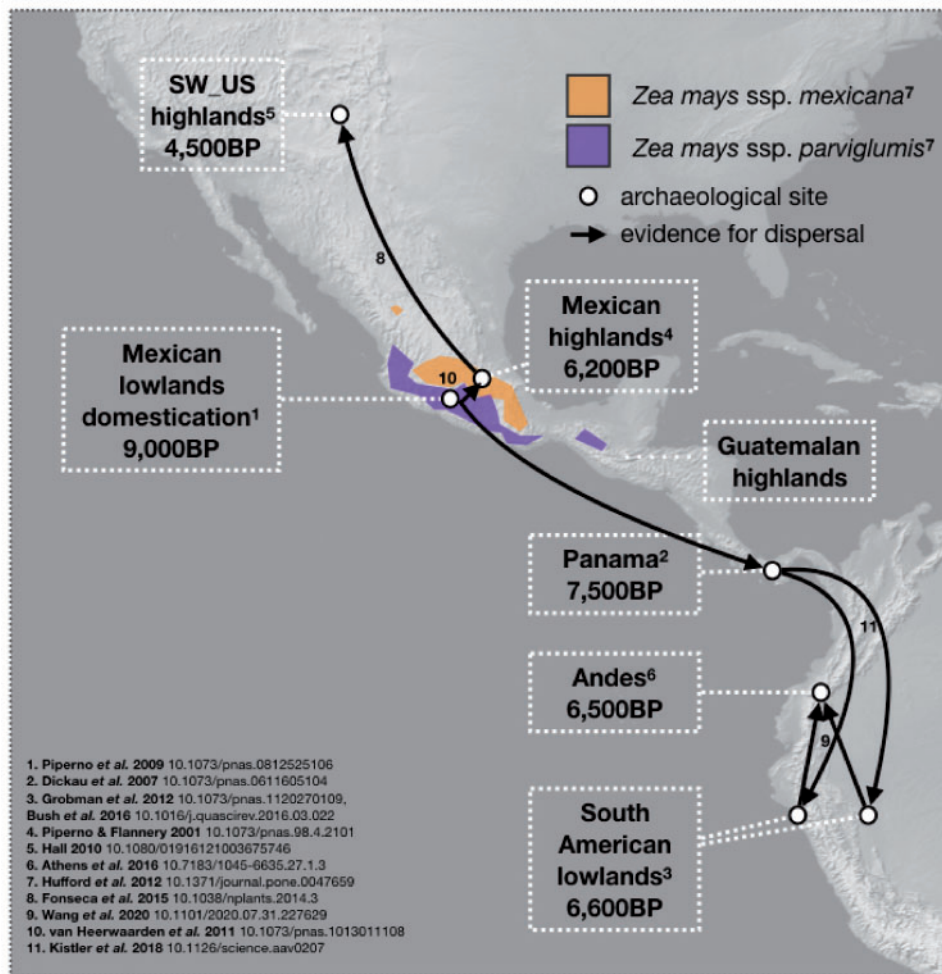 SW_US
highlands⁵
4,500BP
Zea mays ssp. mexicana⁷
Zea mays ssp. parviglumis⁷
archaeological site
evidence for dispersal
8
Mexican
highlands⁴
6,200BP
Mexican
lowlands
domestication¹
9,000BP
10
Guatemalan
highlands
Panama²
7,500BP
11
Andes⁶
6,500BP
9
South
American
lowlands³
6,600BP
1. Piperno et al. 2009 10.1073/pnas.0812525106
2. Dickau et al. 2007 10.1073/pnas.0611605104
3. Grobman et al. 2012 10.1073/pnas.1120270109,
Bush et al. 2016 10.1016/j.quascirev.2016.03.022
4. Piperno & Flannery 2001 10.1073/pnas.98.4.2101
5. Hall 2010 10.1080/01916121003675746
6. Athens et al. 2016 10.7183/1045-6635.27.1.3
7. Hufford et al. 2012 10.1371/journal.pone.0047659
8. Fonseca et al. 2015 10.1038/nplants.2014.3
9. Wang et al. 2020 10.1101/2020.07.31.227629
10. van Heerwaarden et al. 2011 10.1073/pnas.1013011108
11. Kistler et al. 2018 10.1126/science.aav0207